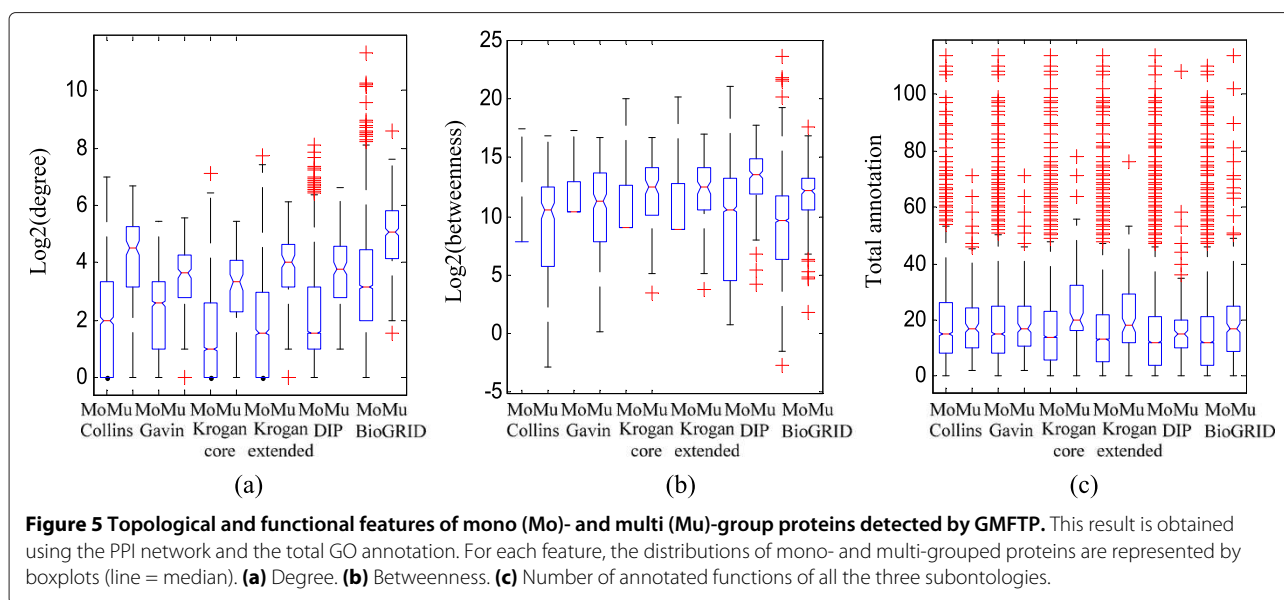 Log2(degree)
10
8
6
4
2
0
MoMu MoMu MoMu MoMu MoMu MoMu
Collins Gavin Krogan Krogan DIP BioGRID
core extended
(a)
Log2(betweenness)
25
20
15
10
5
0
-5
MoMu MoMu MoMu MoMu MoMu MoMu
Collins Gavin Krogan Krogan DIP BioGRID
core extended
(b)
Total annotation
100
80
60
40
20
0
MoMu MoMu MoMu MoMu MoMu MoMu
Collins Gavin Krogan Krogan DIP BioGRID
core extended
(c)
Figure 5 Topological and functional features of mono (Mo)- and multi (Mu)-group proteins detected by GMFTP. This result is obtained
using the PPI network and the total GO annotation. For each feature, the distributions of mono- and multi-grouped proteins are represented by
boxplots (line = median). (a) Degree. (b) Betweenness. (c) Number of annotated functions of all the three subontologies.